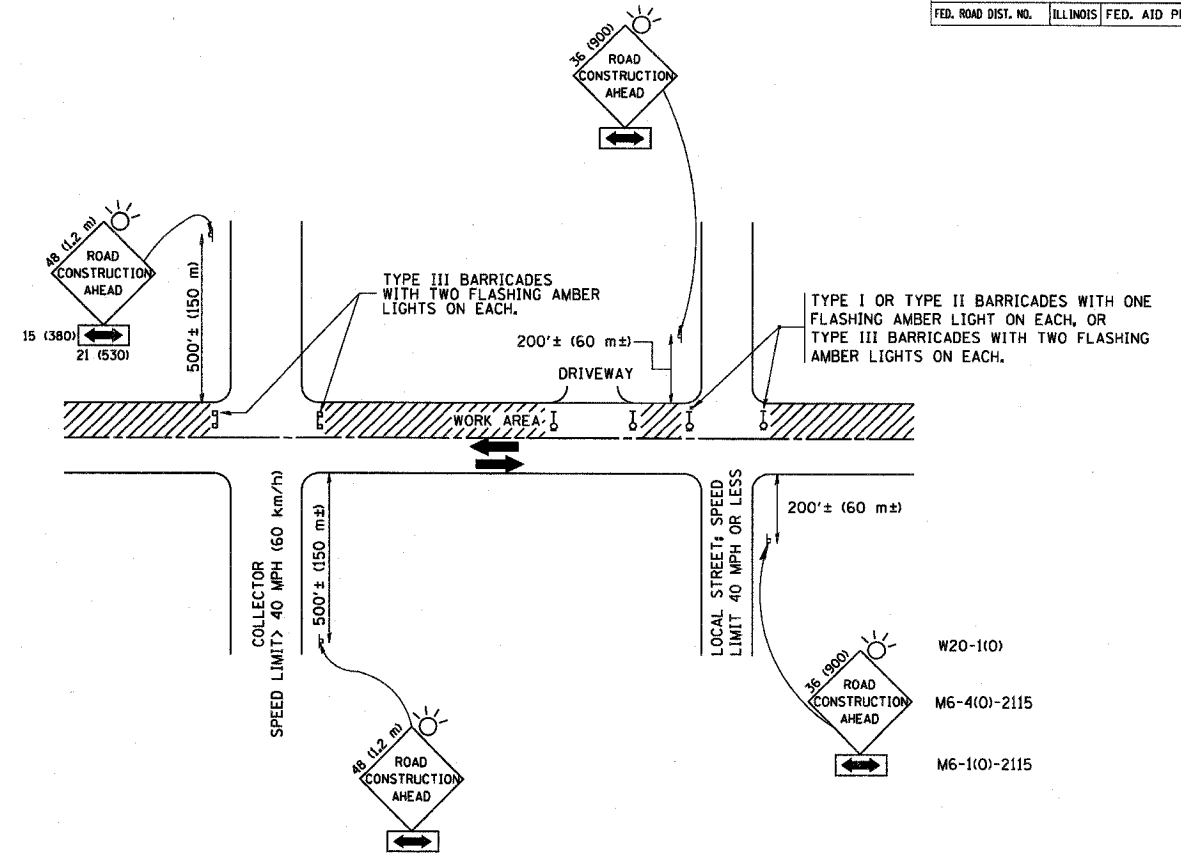 FED. ROAD DIST. NO. ILLINOIS FED. AID
36 (900)
ROAD
CONSTRUCTION
AHEAD
48 (1.2 m)
ROAD
CONSTRUCTION
AHEAD
15 (380)
21 (530)
500'± (150 m)
TYPE III BARRICADES
WITH TWO FLASHING AMBER
LIGHTS ON EACH.
200'± (60 m±)
DRIVEWAY
TYPE I OR TYPE II BARRICADES WITH ONE
FLASHING AMBER LIGHT ON EACH, OR
TYPE III BARRICADES WITH TWO FLASHING
AMBER LIGHTS ON EACH.
WORK AREA
COLLECTOR
SPEED LIMIT> 40 MPH (60 km/h)
500'± (150 m±)
LOCAL STREET; SPEED
LIMIT 40 MPH OR LESS
200'± (60 m±)
48 (1.2 m)
ROAD
CONSTRUCTION
AHEAD
36 (900)
ROAD
CONSTRUCTION
AHEAD
W20-1(O)
M6-4(O)-2115
M6-1(O)-2115